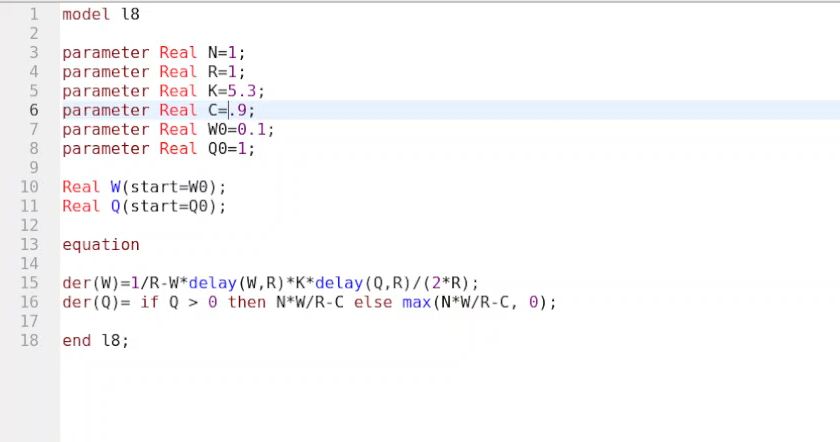 1 model l8
2
3 parameter Real N=1;
4 parameter Real R=1;
5 parameter Real K=5.3;
6 parameter Real C=.9;
7 parameter Real W0=0.1;
8 parameter Real Q0=1;
9
10 Real W(start=W0);
11 Real Q(start=Q0);
12
13 equation
14
15 der(W)=1/R-W*delay(W,R)*K*delay(Q,R)/(2*R);
16 der(Q)= if Q > 0 then N*W/R-C else max(N*W/R-C, 0);
17
18 end l8;